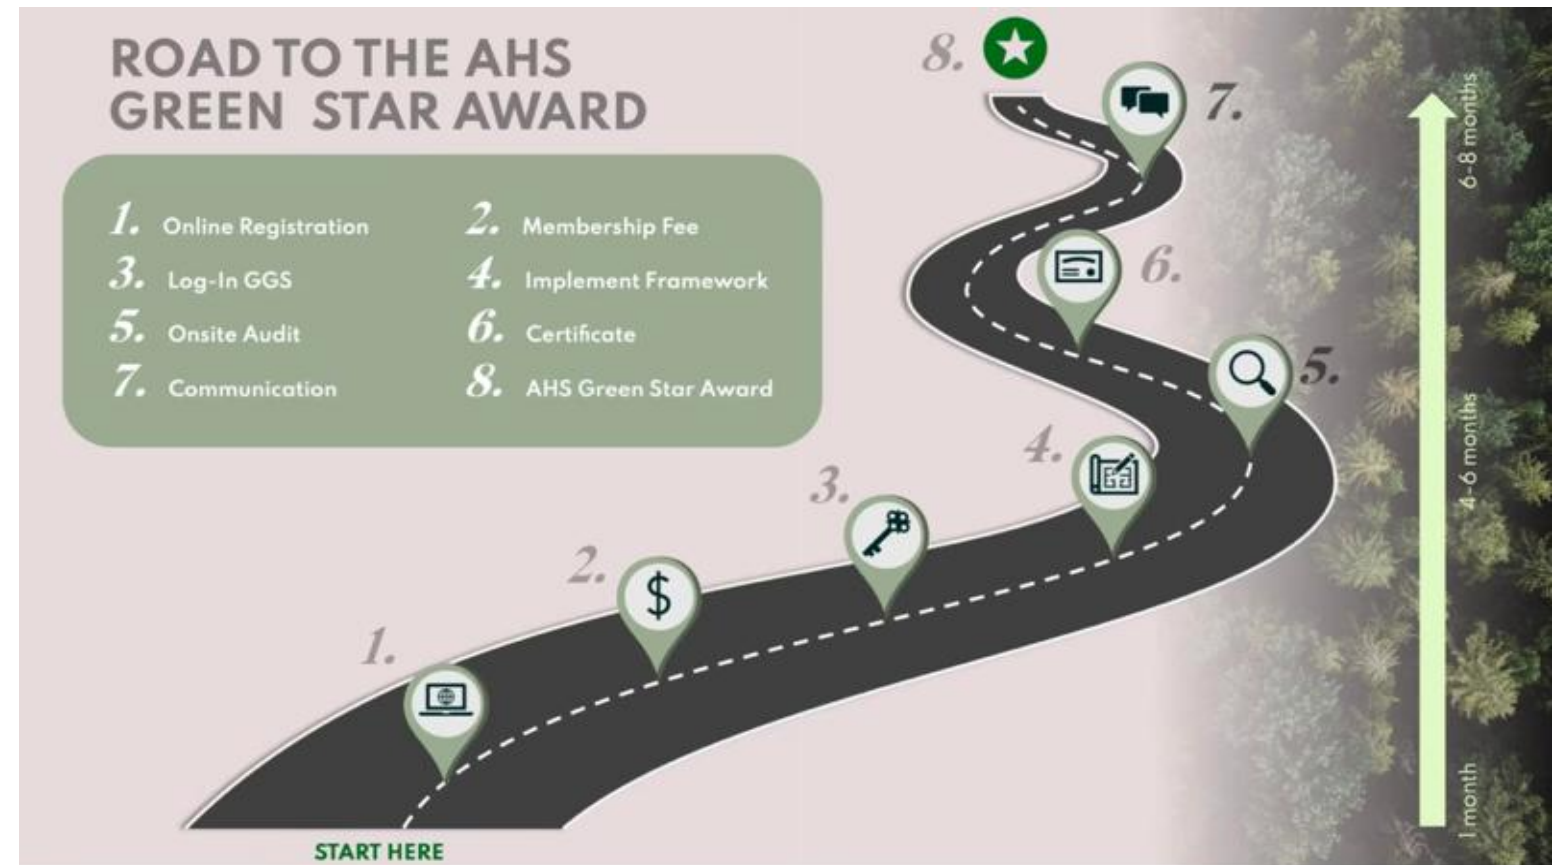 ROAD TO THE AHS
GREEN STAR AWARD
1. Online Registration
2. Membership Fee
3. Log-In GGS
4. Implement Framework
5. Onsite Audit
6. Certificate
7. Communication
8. AHS Green Star Award
8.
7.
6.
5.
4.
3.
2.
$
1.
START HERE
6-8 months
4-6 months
1 month